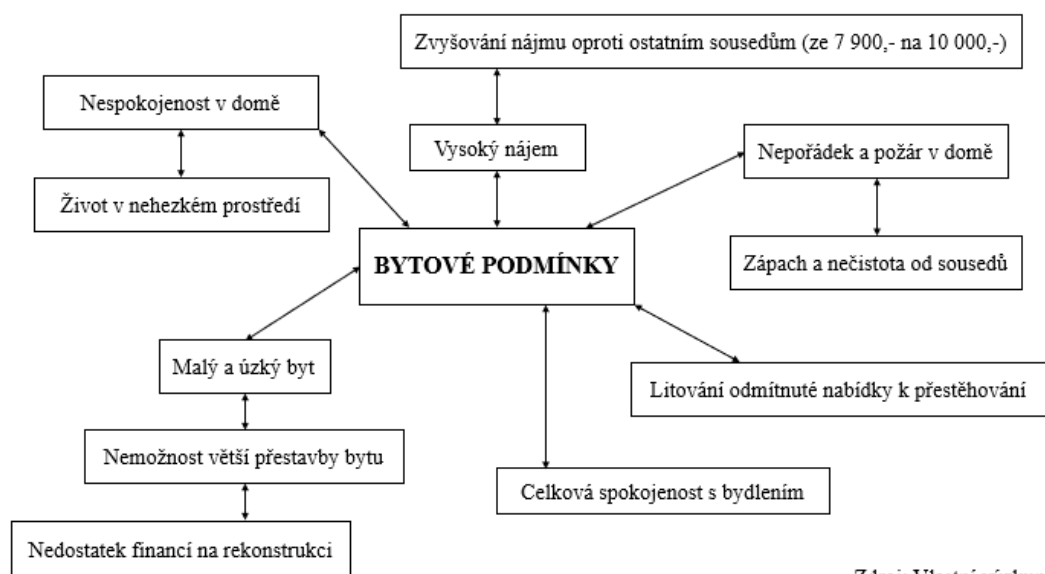 Zvyšování nájmu oproti ostatním sousedům (ze 7 900,- na 10 000,-)
Nespokojenost v domě
Vysoký nájem
Nepořádek a požár v domě
Život v nehezkém prostředí
BYTOVÉ PODMÍNKY
Zápach a nečistota od sousedů
Malý a úzký byt
Litování odmítnuté nabídky k přestěhování
Nemožnost větší přestavby bytu
Celková spokojenost s bydlením
Nedostatek financí na rekonstrukci